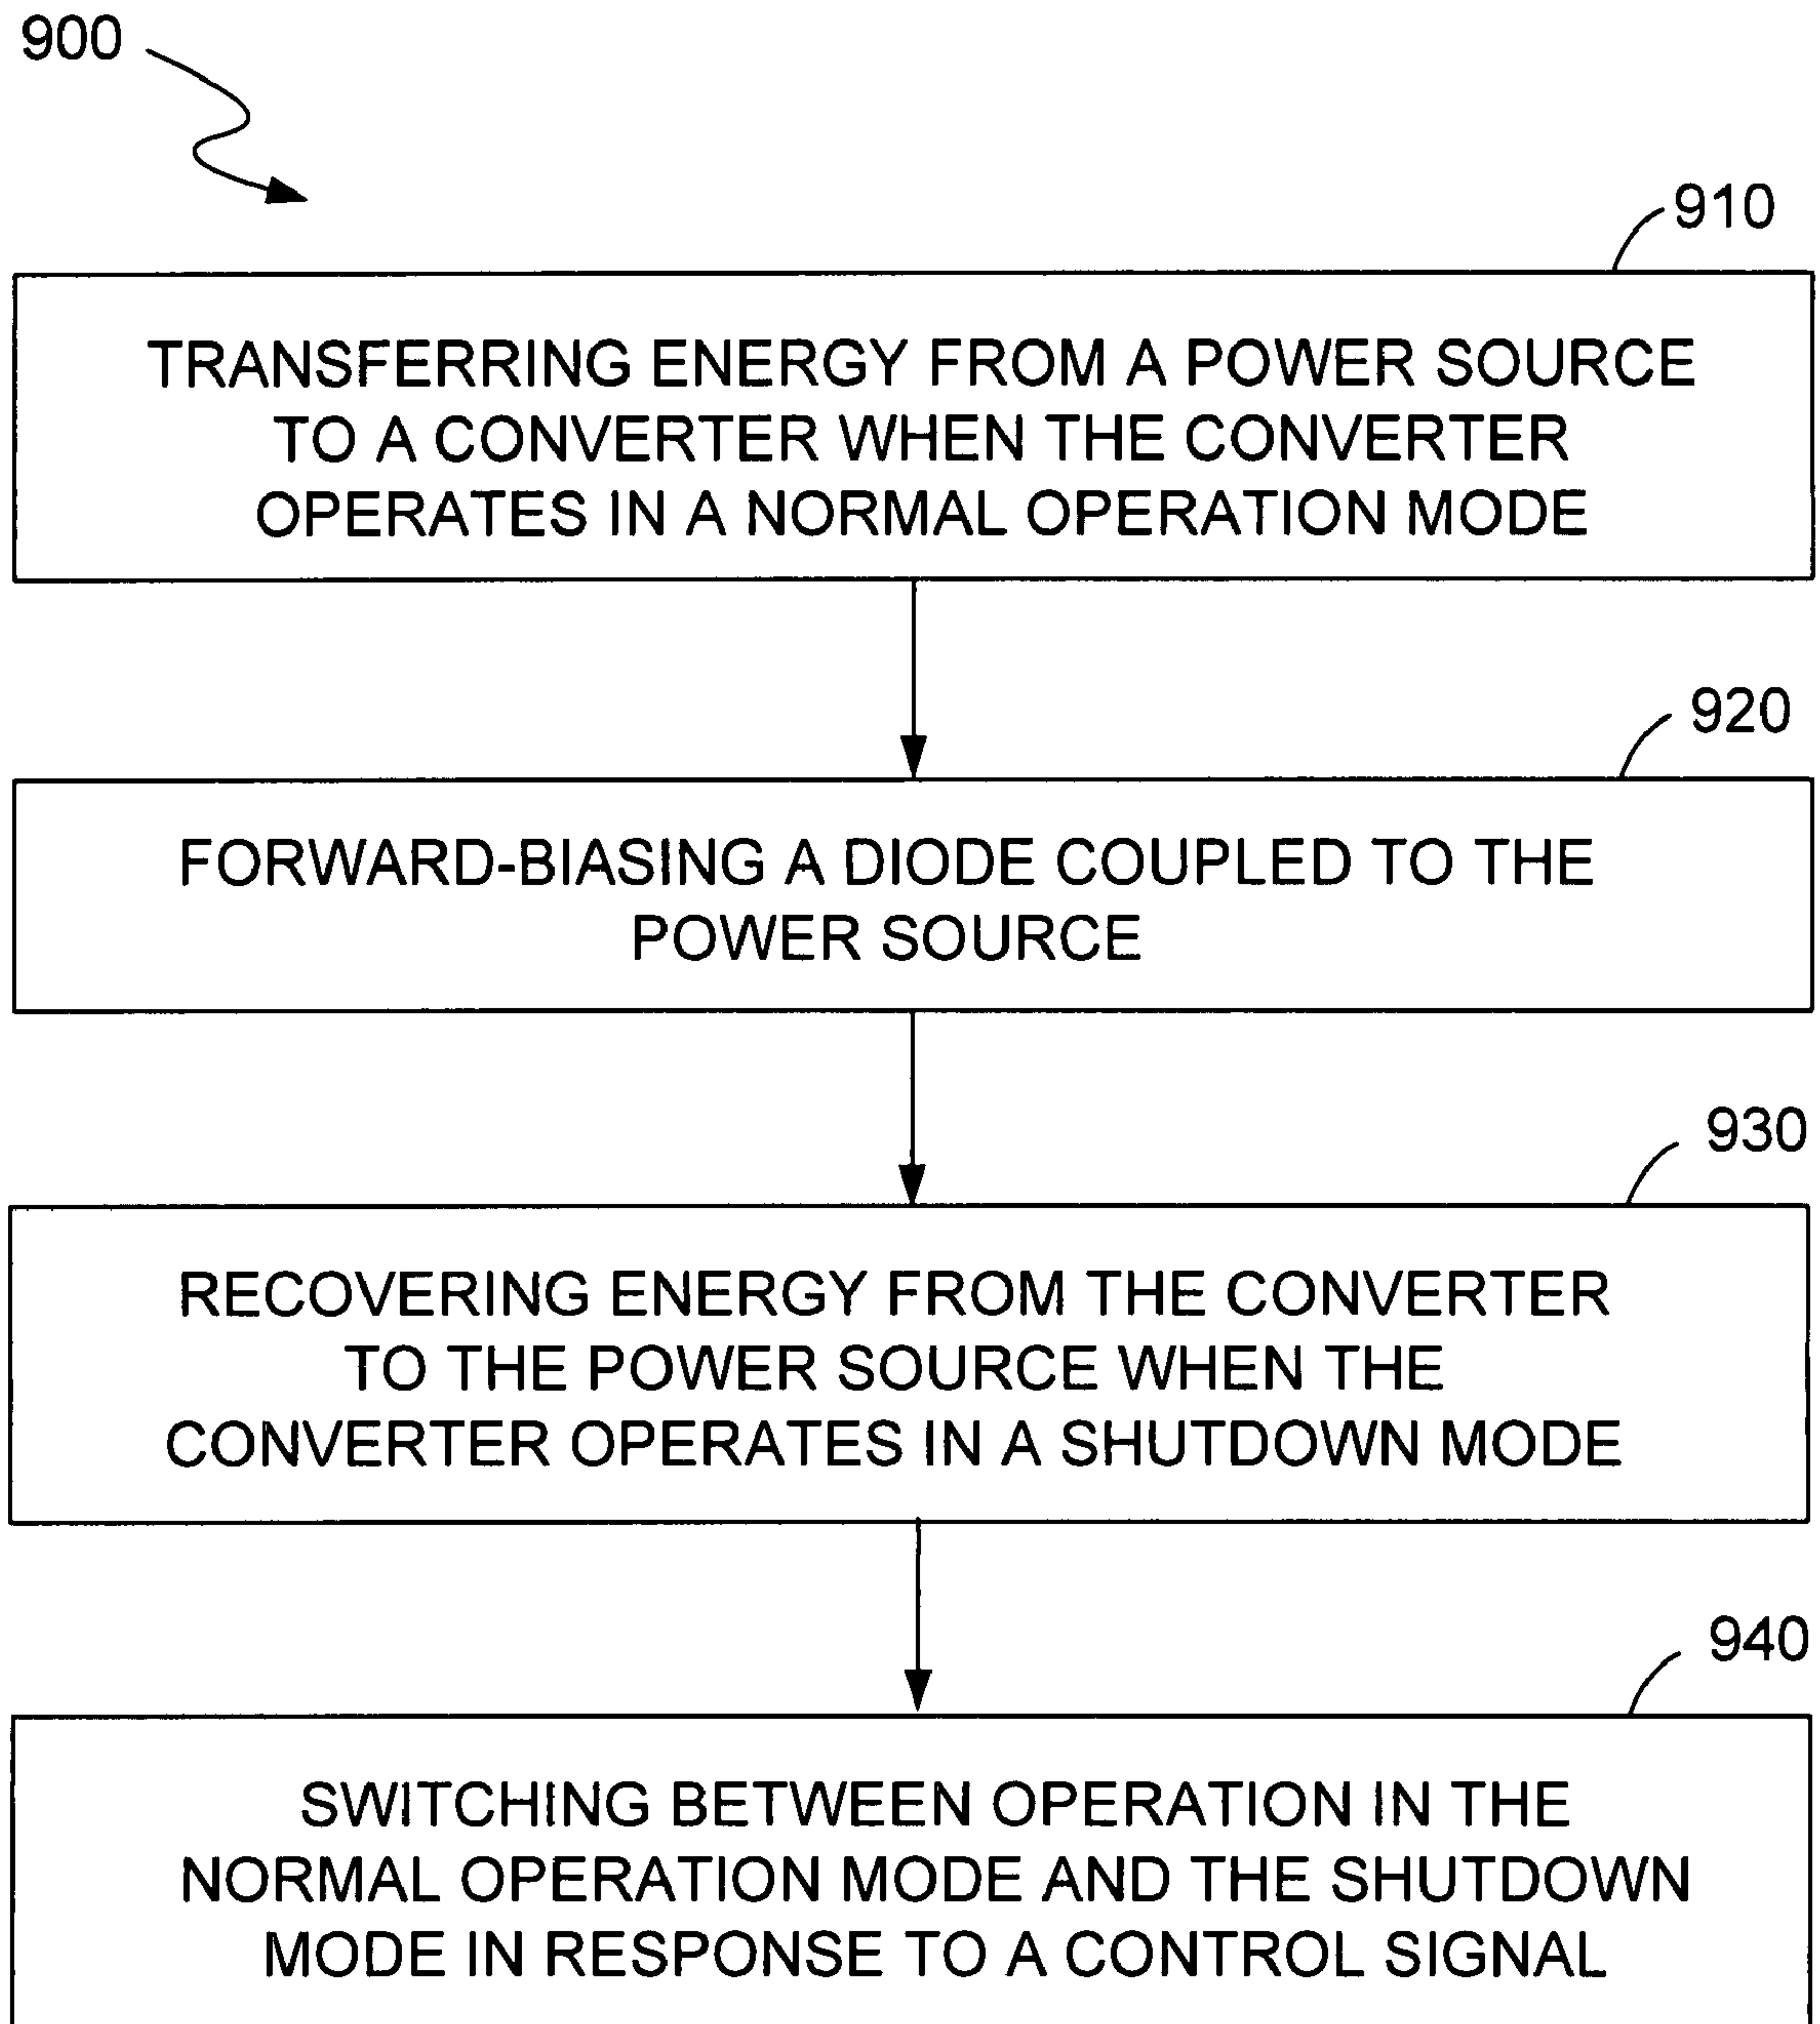 900
910
TRANSFERRING ENERGY FROM A POWER SOURCE
TO A CONVERTER WHEN THE CONVERTER
OPERATES IN A NORMAL OPERATION MODE
920
FORWARD-BIASING A DIODE COUPLED TO THE
POWER SOURCE
930
RECOVERING ENERGY FROM THE CONVERTER
TO THE POWER SOURCE WHEN THE
CONVERTER OPERATES IN A SHUTDOWN MODE
940
SWITCHING BETWEEN OPERATION IN THE
NORMAL OPERATION MODE AND THE SHUTDOWN
MODE IN RESPONSE TO A CONTROL SIGNAL